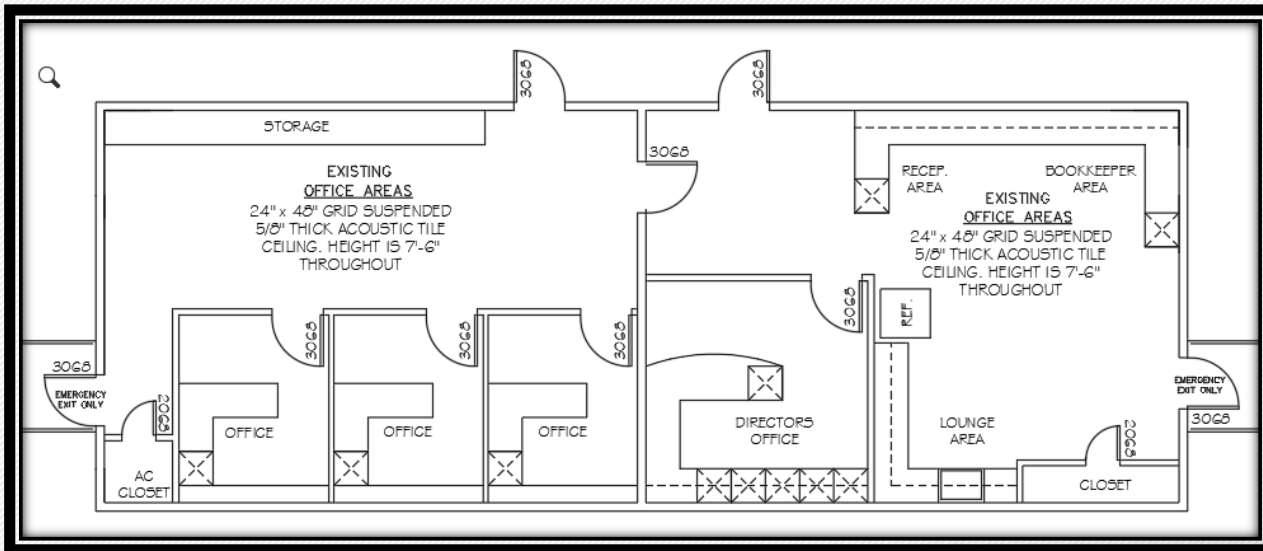 3068
3068
STORAGE
3068
EXISTING
OFFICE AREAS
24" x 48" GRID SUSPENDED
5/8" THICK ACOUSTIC TILE
CEILING. HEIGHT IS 7'-6"
THROUGHOUT
RECEP.
AREA
BOOKKEEPER
AREA
EXISTING
OFFICE AREAS
24" x 48" GRID SUSPENDED
5/8" THICK ACOUSTIC TILE
CEILING. HEIGHT IS 7'-6"
THROUGHOUT
3068
3068
3068
3068
REF.
3068
EMERGENCY
EXIT ONLY
2068
OFFICE
OFFICE
OFFICE
DIRECTORS
OFFICE
LOUNGE
AREA
2068
EMERGENCY
EXIT ONLY
3068
AC
CLOSET
CLOSET